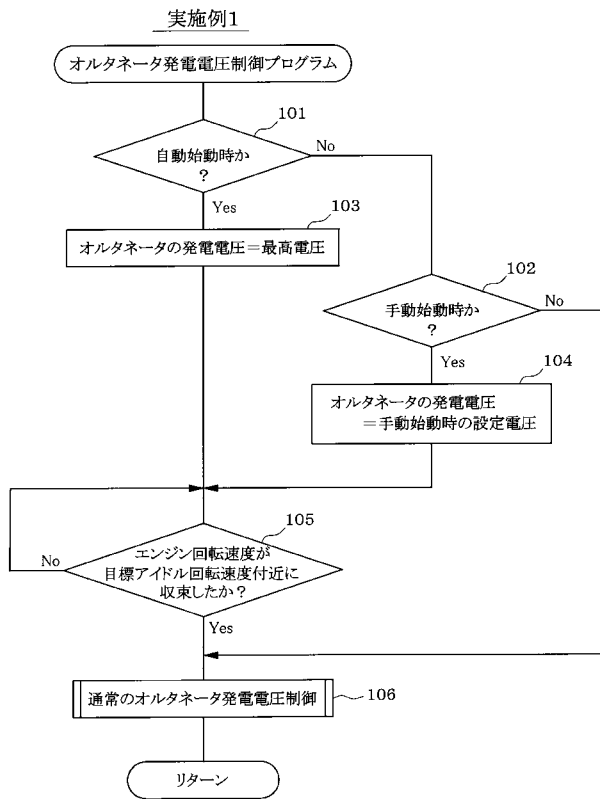 実施例1
オルタネータ発電電圧制御プログラム
101
自動始動時か
？
No
Yes
103
オルタネータの発電電圧＝最高電圧
102
手動始動時か
？
No
Yes
104
オルタネータの発電電圧
＝手動始動時の設定電圧
105
エンジン回転速度が
目標アイドル回転速度付近に
収束したか？
No
Yes
通常のオルタネータ発電電圧制御
106
リターン